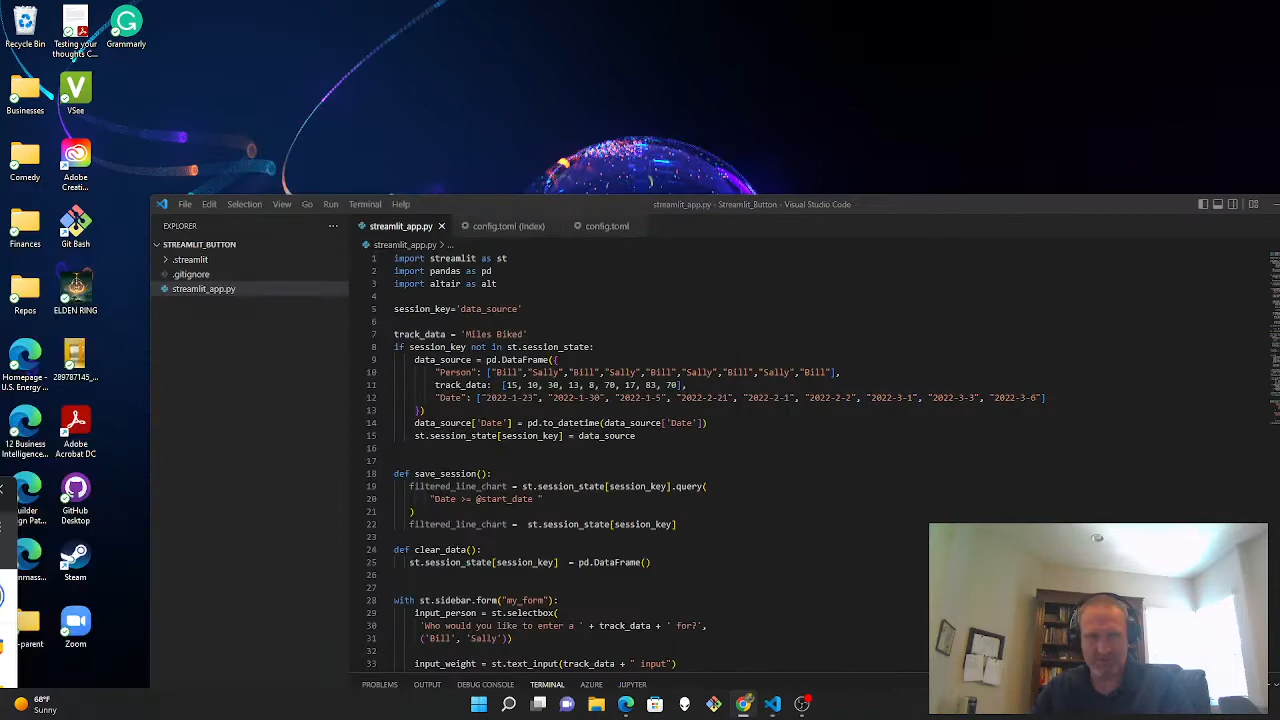 Recycle Bin
Testing your thoughts C...
Grammarly
Businesses
VSee
Comedy
Adobe Creati...
Finances
Git Bash
Repos
ELDEN RING
Homepage - U.S. Energy ...
289787145_...
12 Business Intelligence...
Adobe Acrobat DC
uilder
gn Pat...
GitHub Desktop
nmass...
Steam
-parent
Zoom
File Edit Selection View Go Run Terminal Help
streamlit_app.py - Streamlit_Button - Visual Studio Code
EXPLORER
...
STREAMLIT_BUTTON
.streamlit
.gitignore
streamlit_app.py
streamlit_app.py
config.toml (Index)
config.toml
streamlit_app.py > ...
1 import streamlit as st
2 import pandas as pd
3 import altair as alt
4
5 session_key='data_source'
6
7 track_data = 'Miles Biked'
8 if session_key not in st.session_state:
9 data_source = pd.DataFrame({
10 "Person": ["Bill","Sally","Bill","Sally","Bill","Sally","Bill","Sally","Bill"],
11 track_data: [15, 10, 30, 13, 8, 70, 17, 83, 70],
12 "Date": ["2022-1-23", "2022-1-30", "2022-1-5", "2022-2-21", "2022-2-1", "2022-2-2", "2022-3-1", "2022-3-3", "2022-3-6"]
13 })
14 data_source['Date'] = pd.to_datetime(data_source['Date'])
15 st.session_state[session_key] = data_source
16
17
18 def save_session():
19 filtered_line_chart = st.session_state[session_key].query(
20 "Date >= @start_date "
21 )
22 filtered_line_chart = st.session_state[session_key]
23
24 def clear_data():
25 st.session_state[session_key] = pd.DataFrame()
26
27
28 with st.sidebar.form("my_form"):
29 input_person = st.selectbox(
30 'Who would you like to enter a ' + track_data + ' for?',
31 ('Bill', 'Sally'))
32
33 input_weight = st.text_input(track_data + " input")
PROBLEMS OUTPUT DEBUG CONSOLE TERMINAL AZURE JUPYTER
68°F
Sunny